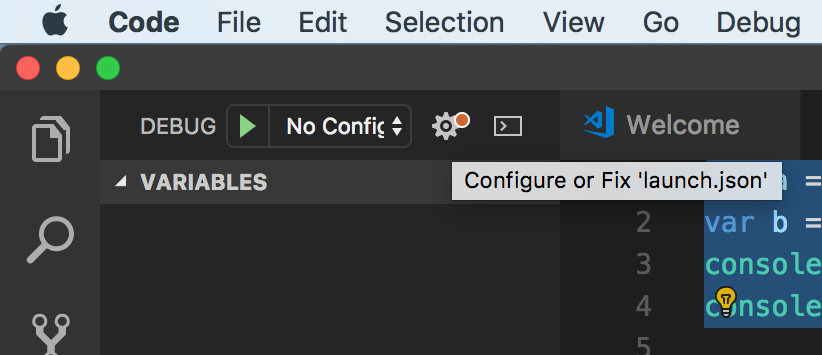 Code File Edit Selection View Go Debug
DEBUG No Config Welcome
VARIABLES
Configure or Fix 'launch.json'
a =
2 var b =
3 console
4 console
5